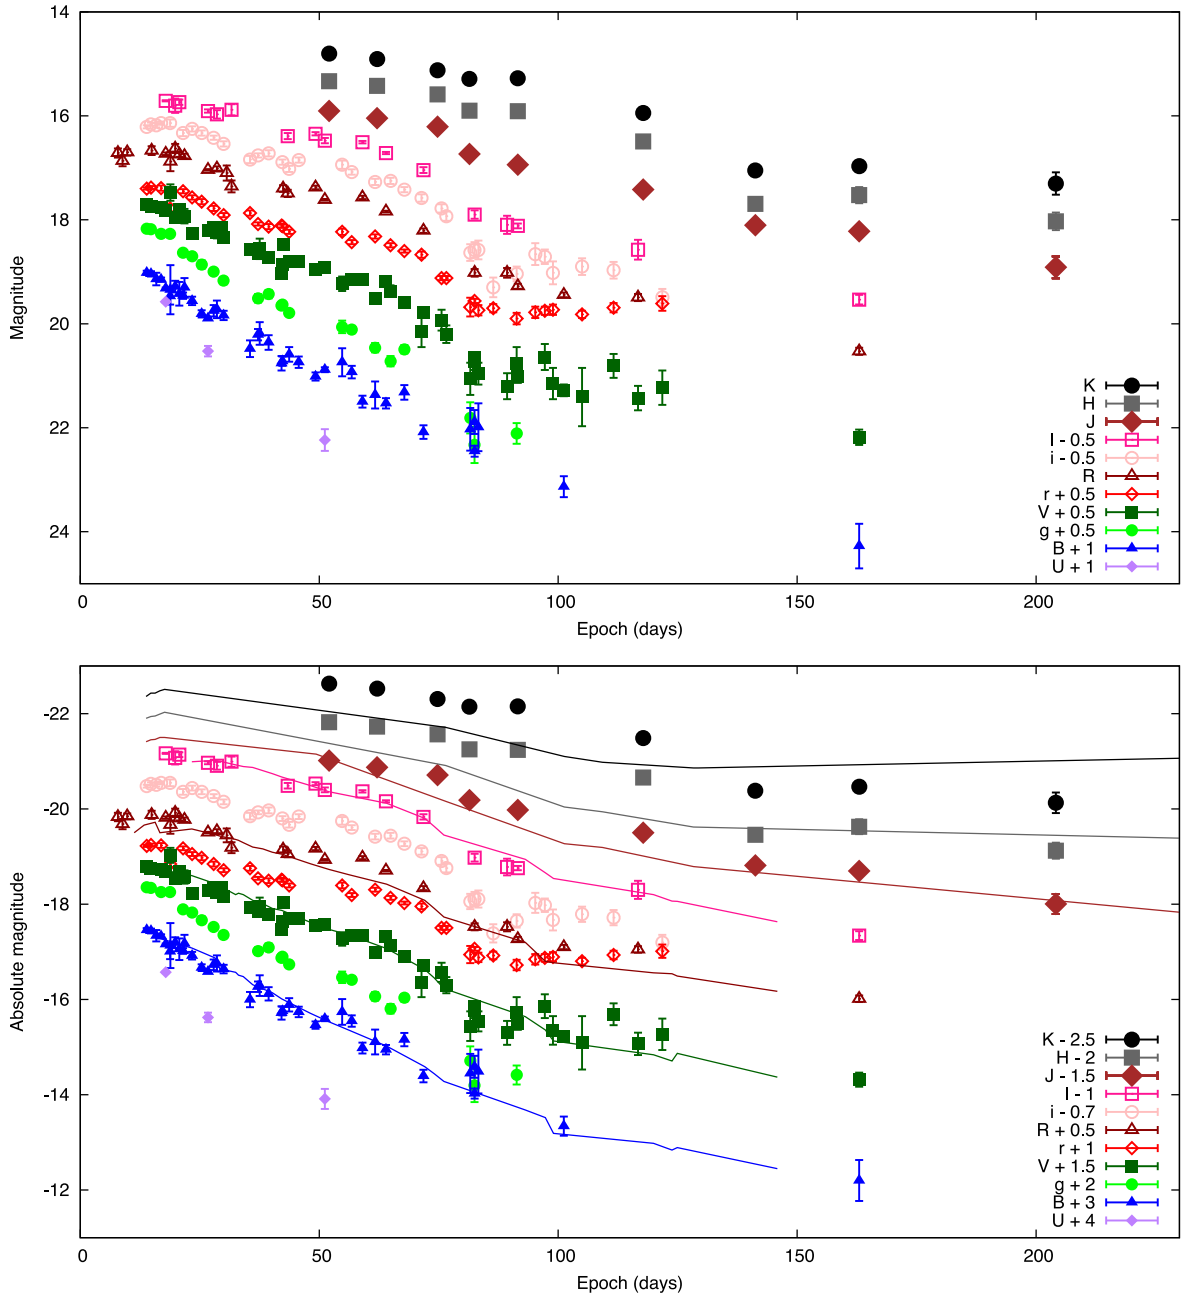 14
16
18
20
22
24
Magnitude
K
H
J
I - 0.5
i - 0.5
R
r + 0.5
V + 0.5
g + 0.5
B + 1
U + 1
0
50
100
150
200
Epoch (days)
-22
-20
-18
-16
-14
-12
Absolute magnitude
K - 2.5
H - 2
J - 1.5
I - 1
i - 0.7
R + 0.5
r + 1
V + 1.5
g + 2
B + 3
U + 4
0
50
100
150
200
Epoch (days)